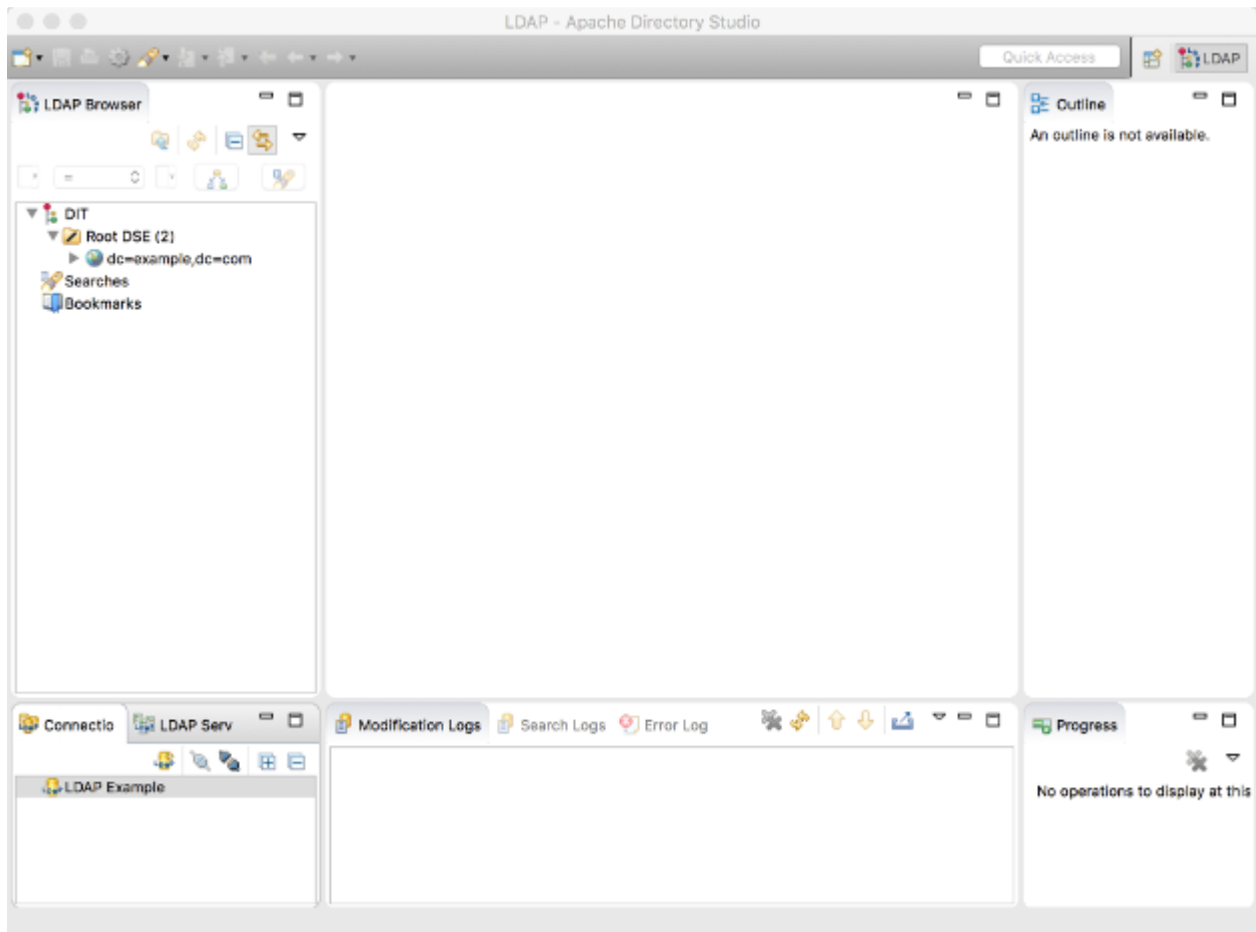 LDAP - Apache Directory Studio
Quick Access
LDAP
LDAP Browser
=
DIT
Root DSE (2)
dc=example,dc=com
Searches
Bookmarks
Outline
An outline is not available.
Connectio
LDAP Serv
LDAP Example
Modification Logs
Search Logs
Error Log
Progress
No operations to display at this